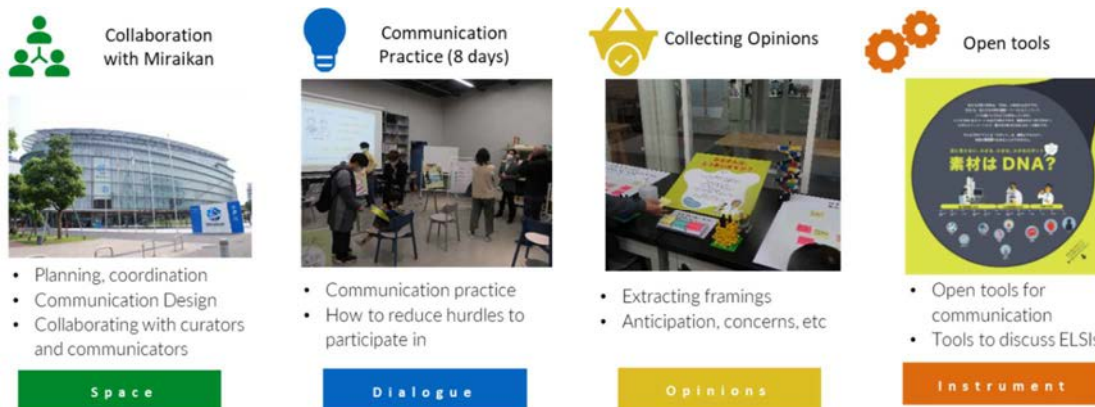 Collaboration
with Miraikan
Planning, coordination
Communication Design
Collaborating with curators
and communicators
Space
Communication
Practice (8 days)
Communication practice
How to reduce hurdles to
participate in
Dialogue
Collecting Opinions
Extracting framings
Anticipation, concerns, etc
Opinions
Open tools
素材は DNA?
Open tools for
communication
Tools to discuss ELSIs
Instrument